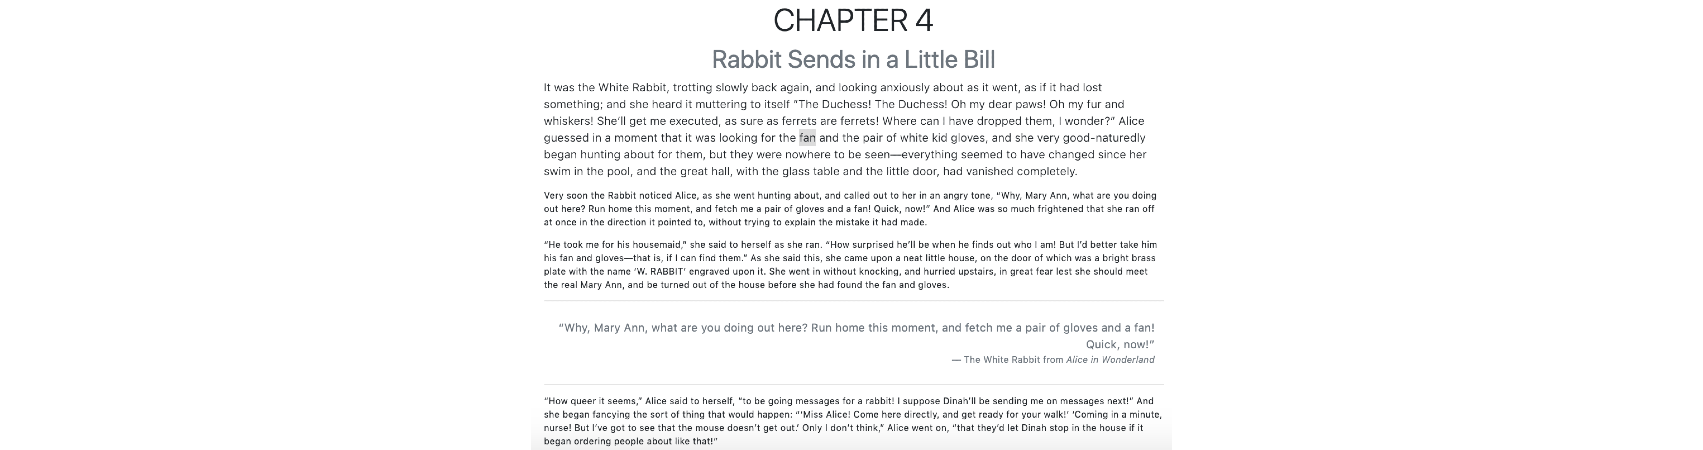 CHAPTER 4
Rabbit Sends in a Little Bill
It was the White Rabbit, trotting slowly back again, and looking anxiously about as it went, as if it had lost
something; and she heard it muttering to itself “The Duchess! The Duchess! Oh my dear paws! Oh my fur and
whiskers! She’ll get me executed, as sure as ferrets are ferrets! Where can I have dropped them, I wonder?” Alice
guessed in a moment that it was looking for the fan and the pair of white kid gloves, and she very good-naturedly
began hunting about for them, but they were nowhere to be seen—everything seemed to have changed since her
swim in the pool, and the great hall, with the glass table and the little door, had vanished completely.
Very soon the Rabbit noticed Alice, as she went hunting about, and called out to her in an angry tone, “Why, Mary Ann, what are you doing
out here? Run home this moment, and fetch me a pair of gloves and a fan! Quick, now!” And Alice was so much frightened that she ran off
at once in the direction it pointed to, without trying to explain the mistake it had made.
“He took me for his housemaid,” she said to herself as she ran. “How surprised he’ll be when he finds out who I am! But I’d better take him
his fan and gloves—that is, if I can find them.” As she said this, she came upon a neat little house, on the door of which was a bright brass
plate with the name ‘W. RABBIT’ engraved upon it. She went in without knocking, and hurried upstairs, in great fear lest she should meet
the real Mary Ann, and be turned out of the house before she had found the fan and gloves.
“Why, Mary Ann, what are you doing out here? Run home this moment, and fetch me a pair of gloves and a fan!
Quick, now!”
— The White Rabbit from Alice in Wonderland
“How queer it seems,” Alice said to herself, “to be going messages for a rabbit! I suppose Dinah’ll be sending me on messages next!” And
she began fancying the sort of thing that would happen: “‘Miss Alice! Come here directly, and get ready for your walk!’ ‘Coming in a minute,
nurse! But I’ve got to see that the mouse doesn’t get out.’ Only I don’t think,” Alice went on, “that they’d let Dinah stop in the house if it
began ordering people about like that!”